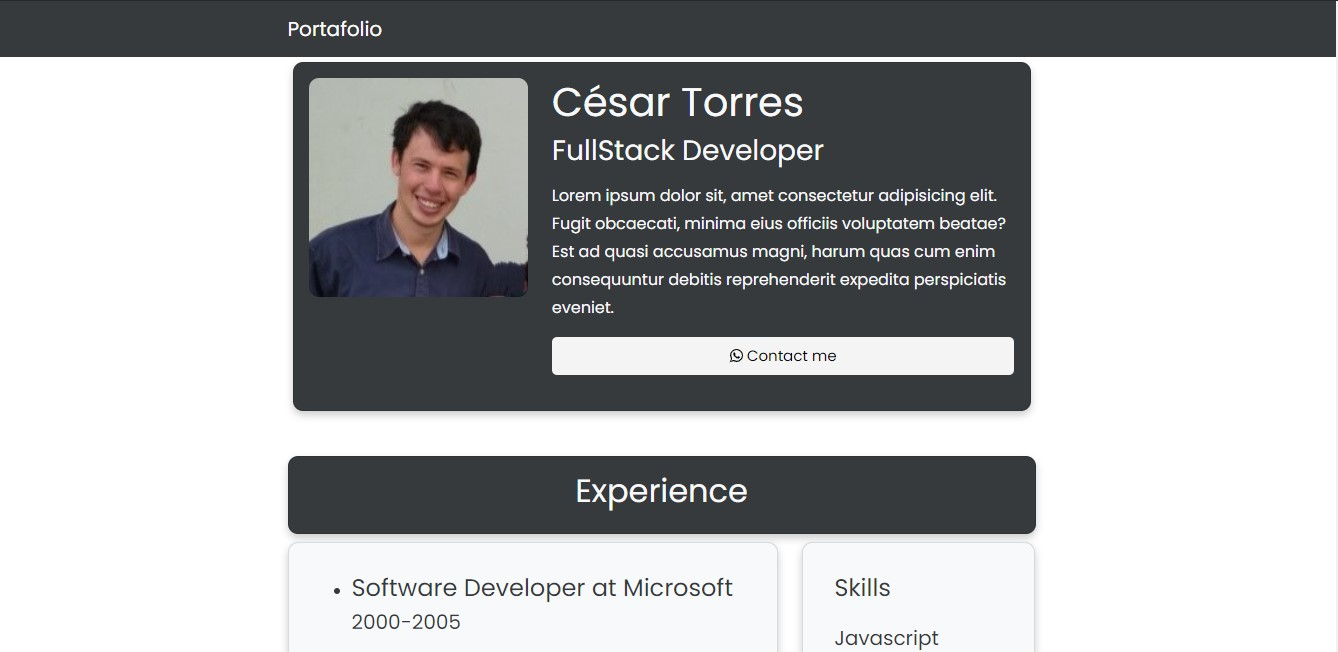 Portafolio
César Torres
FullStack Developer
Lorem ipsum dolor sit, amet consectetur adipisicing elit.
Fugit obcaecati, minima eius officiis voluptatem beatae?
Est ad quasi accusamus magni, harum quas cum enim
consequuntur debitis reprehenderit expedita perspiciatis
eveniet.
Contact me
Experience
• Software Developer at Microsoft
2000-2005
Skills
Javascript